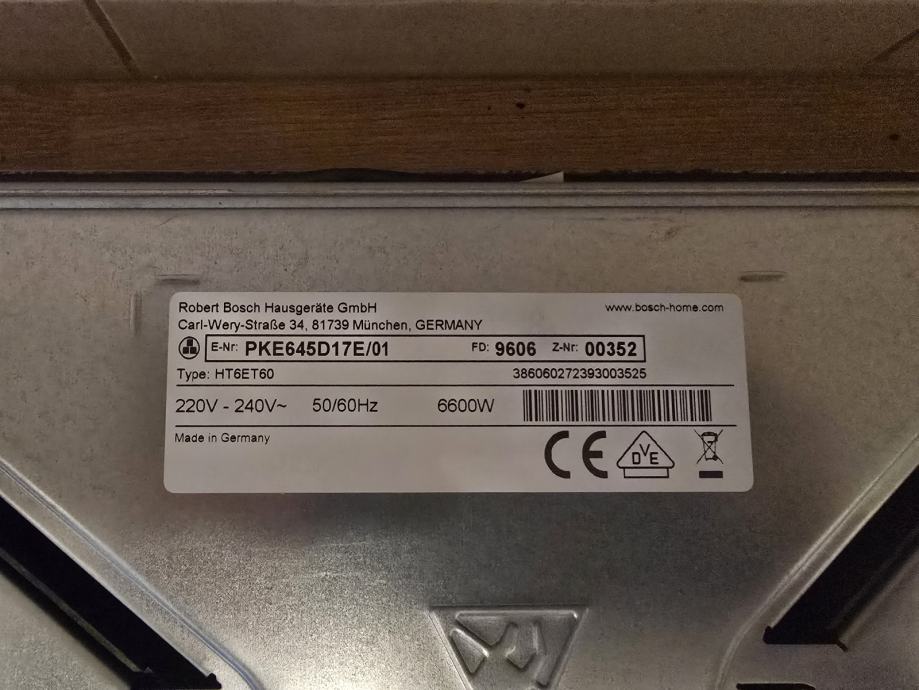 Robert Bosch Hausgeräte GmbH www.bosch-home.com
Carl-Wery-Straße 34, 81739 München, GERMANY
E-Nr: PKE645D17E/01 FD: 9606 Z-Nr: 00352
Type: HT6ET60 386060272393003525
220V - 240V~ 50/60Hz 6600W
Made in Germany
CE DVE